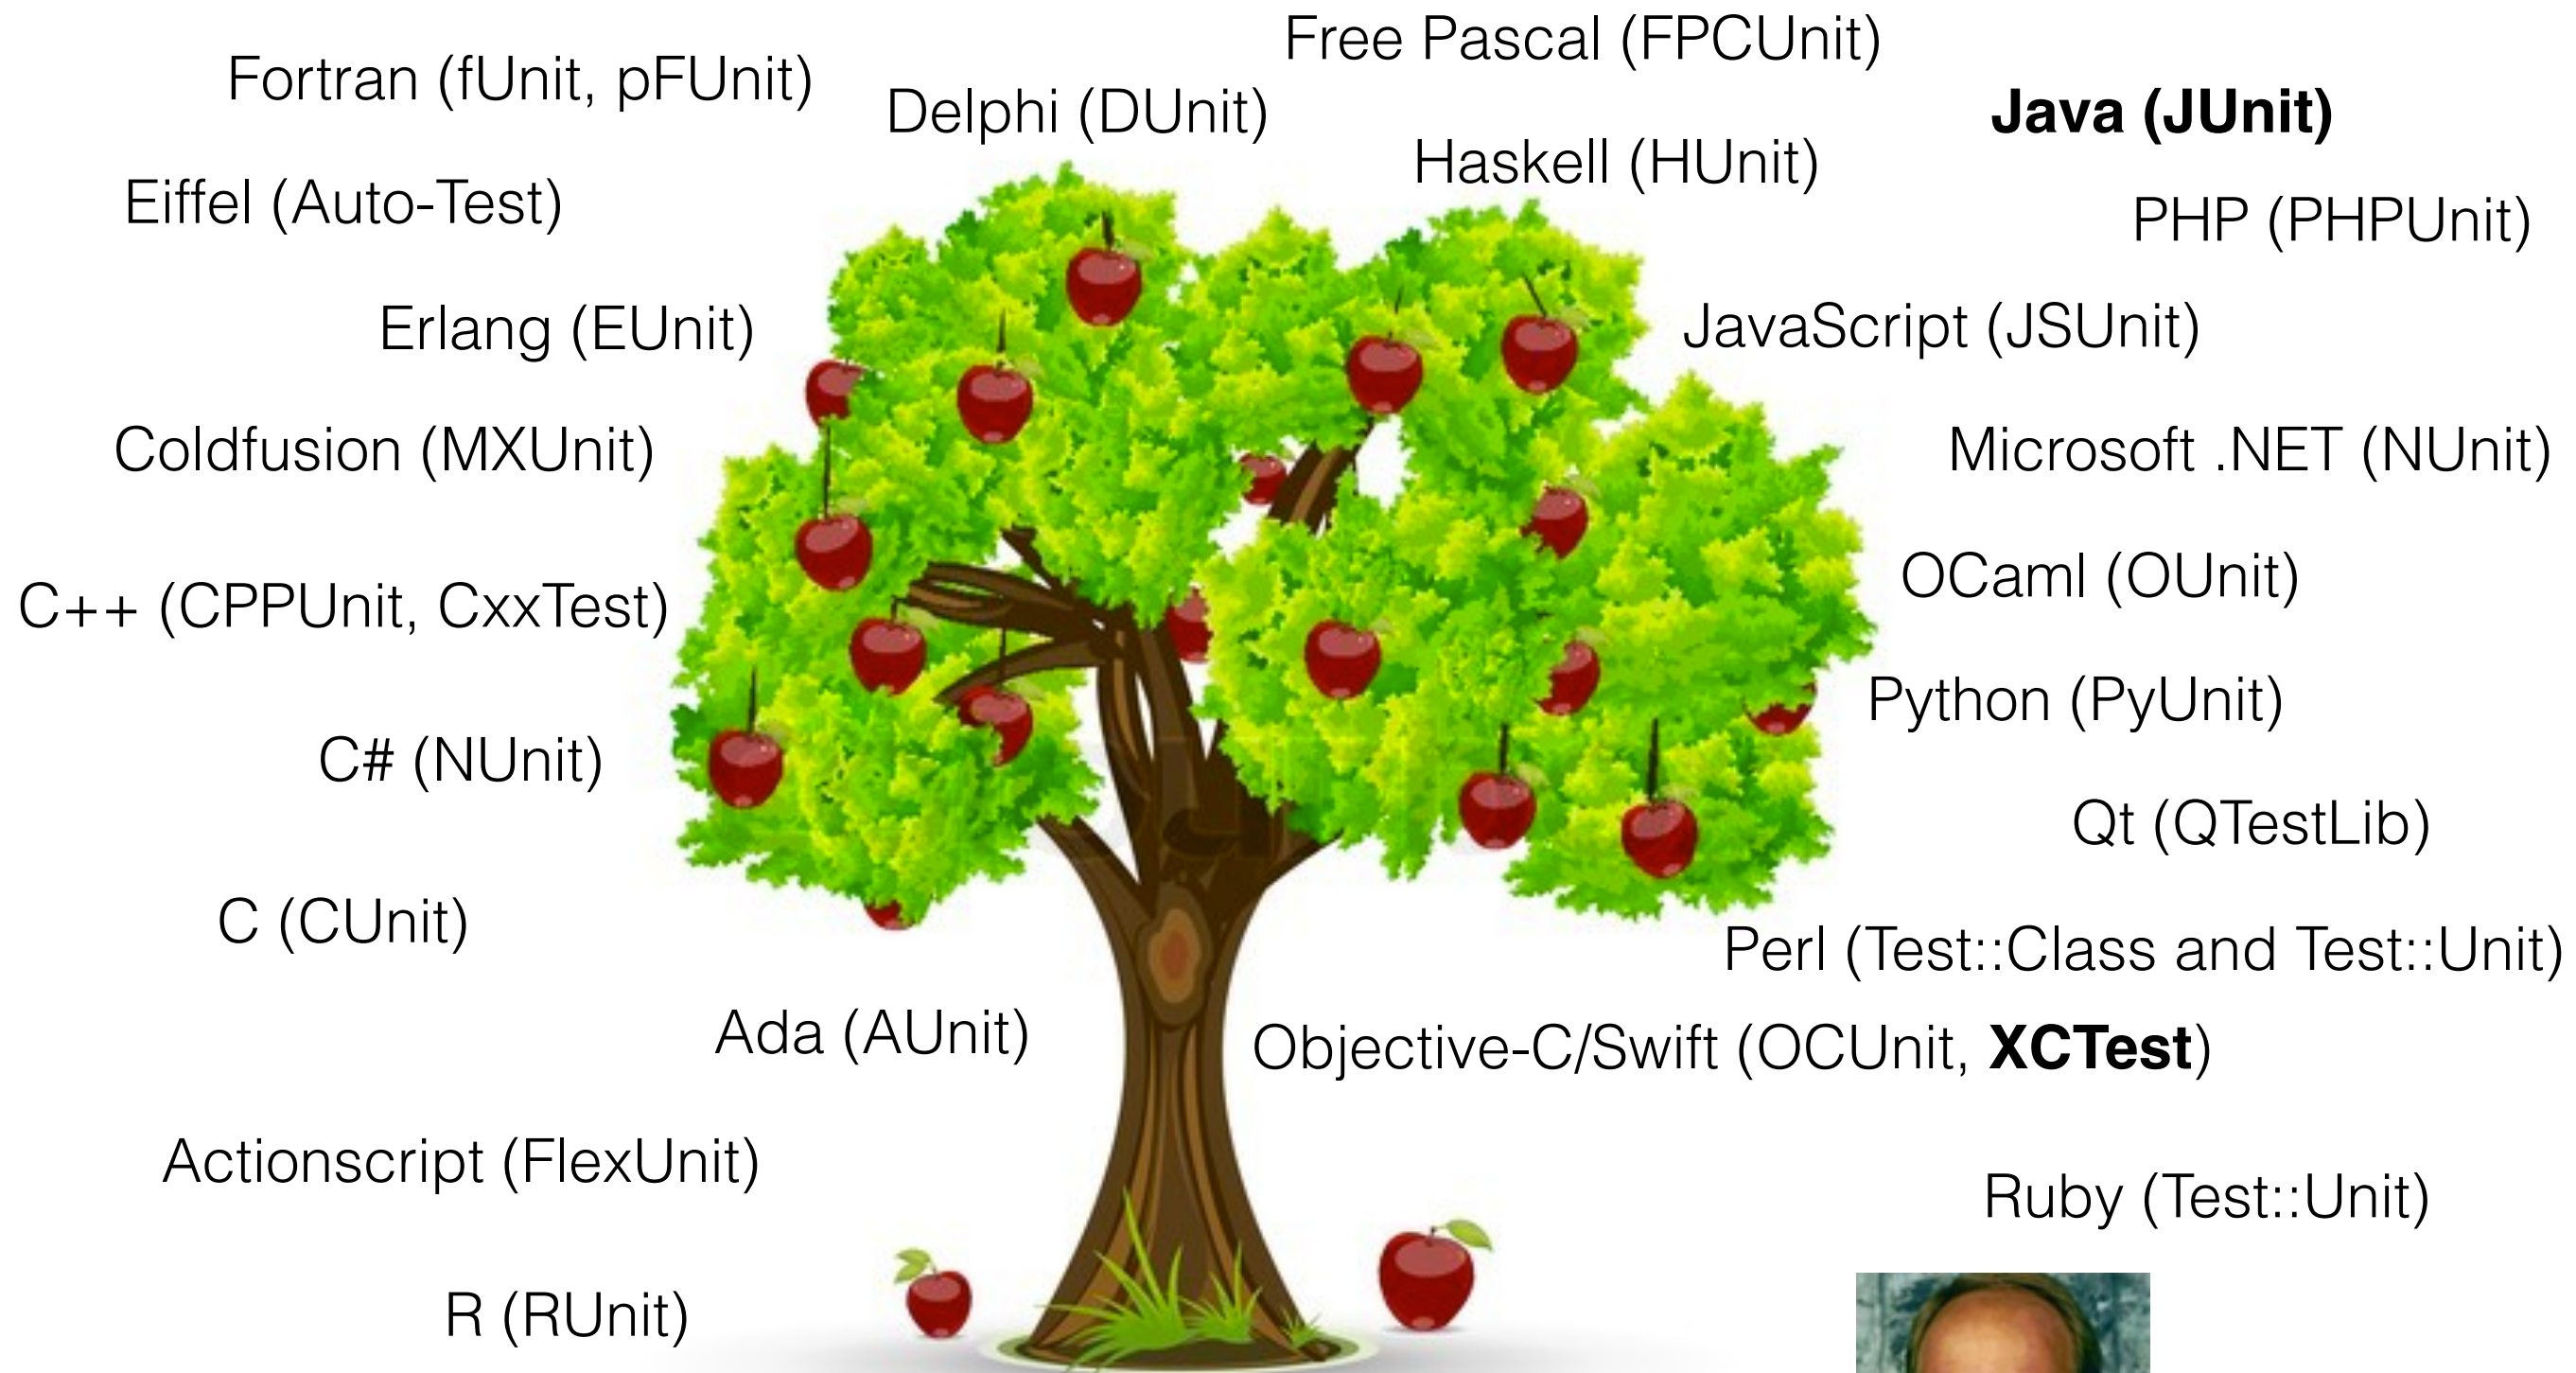 Free Pascal (FPCUnit)
Fortran (fUnit, pFUnit)
Delphi (DUnit)
Java (JUnit)
Haskell (HUnit)
Eiffel (Auto-Test)
PHP (PHPUnit)
Erlang (EUnit)
JavaScript (JSUnit)
Coldfusion (MXUnit)
Microsoft .NET (NUnit)
C++ (CPPUnit, CxxTest)
OCaml (OUnit)
Python (PyUnit)
C# (NUnit)
Qt (QTestLib)
C (CUnit)
Perl (Test::Class and Test::Unit)
Ada (AUnit)
Objective-C/Swift (OCUnit, XCTest)
Actionscript (FlexUnit)
Ruby (Test::Unit)
R (RUnit)